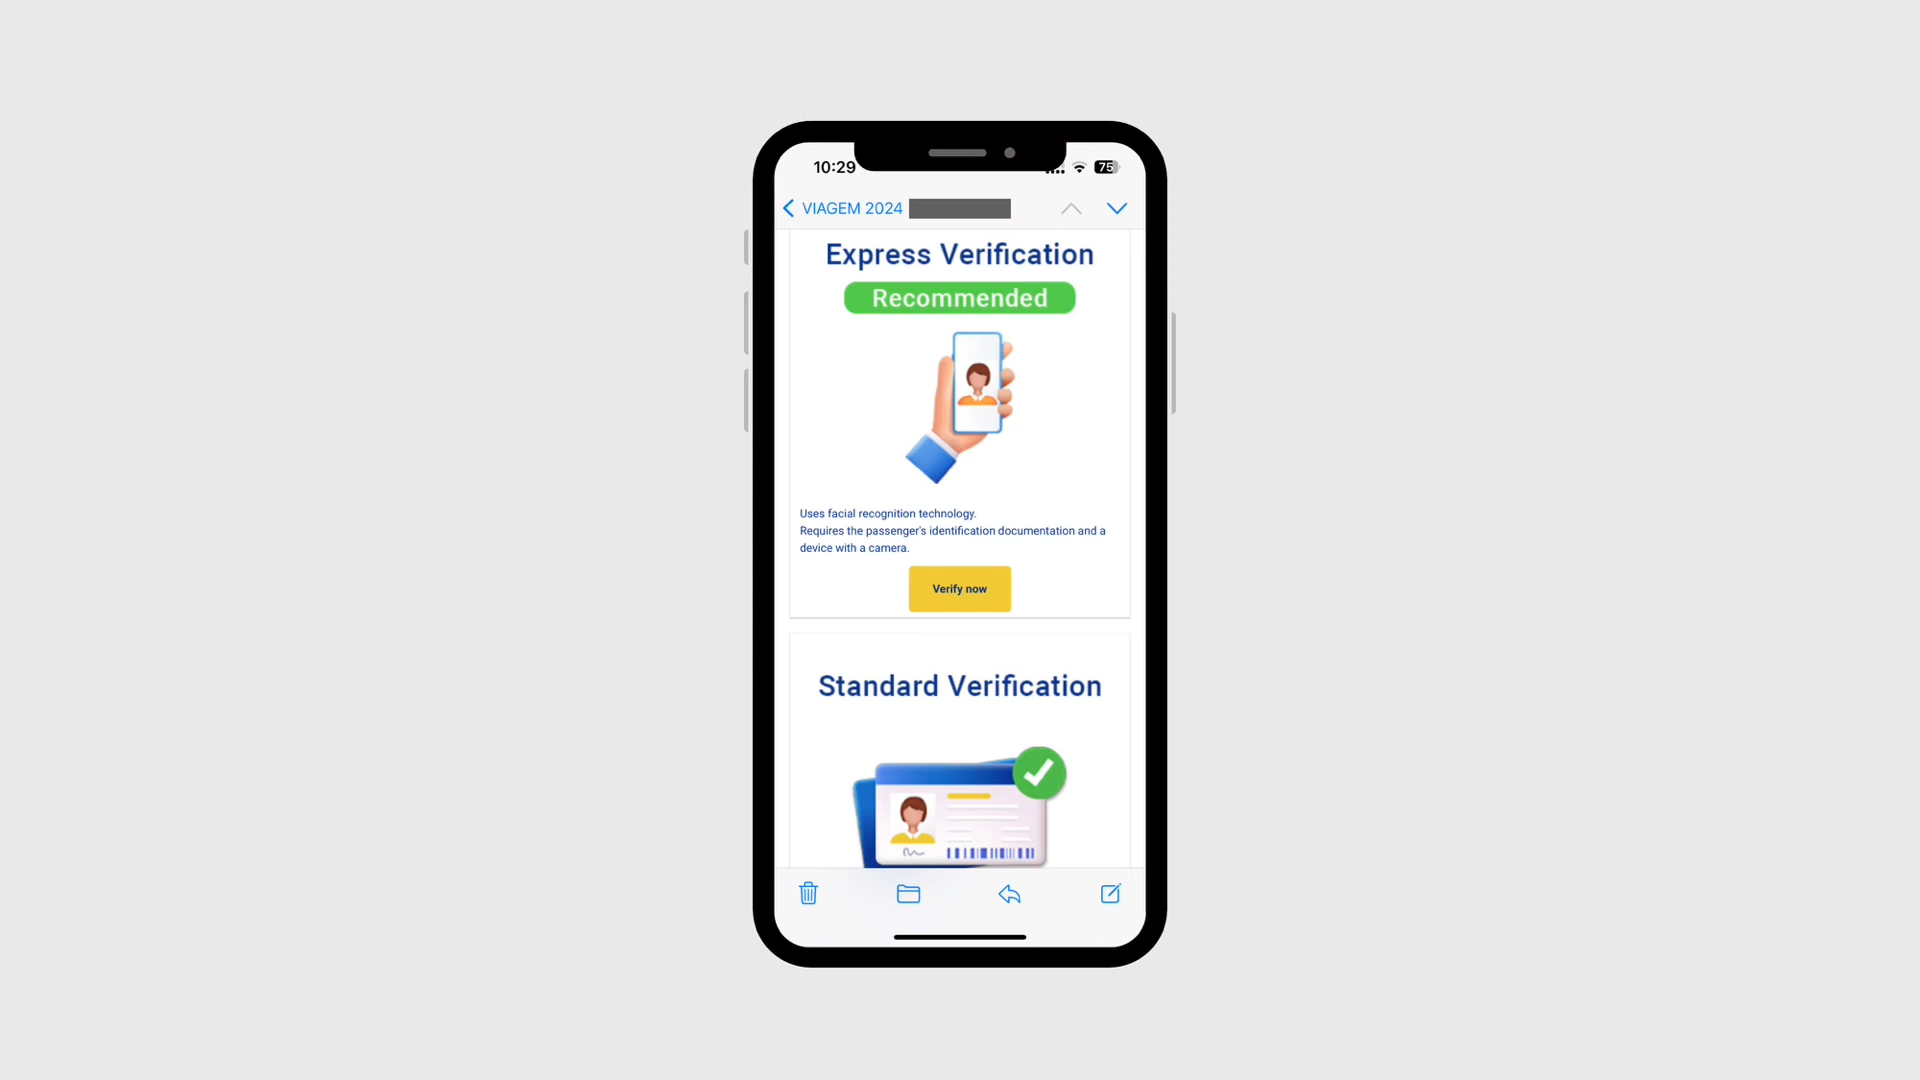 10:29
75
VIAGEM 2024
Express Verification
Recommended
Uses facial recognition technology.
Requires the passenger's identification documentation and a
device with a camera.
Verify now
Standard Verification